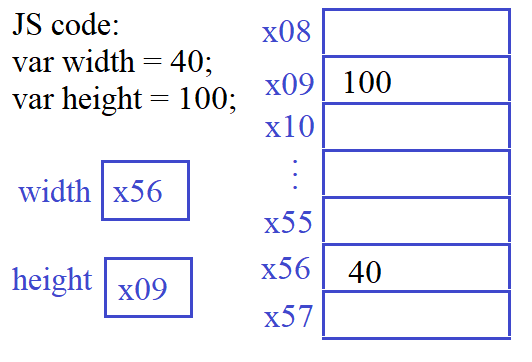 JS code:
var width = 40;
var height = 100;
width x56
height x09
x08
x09 100
x10
⋮
x55
x56 40
x57